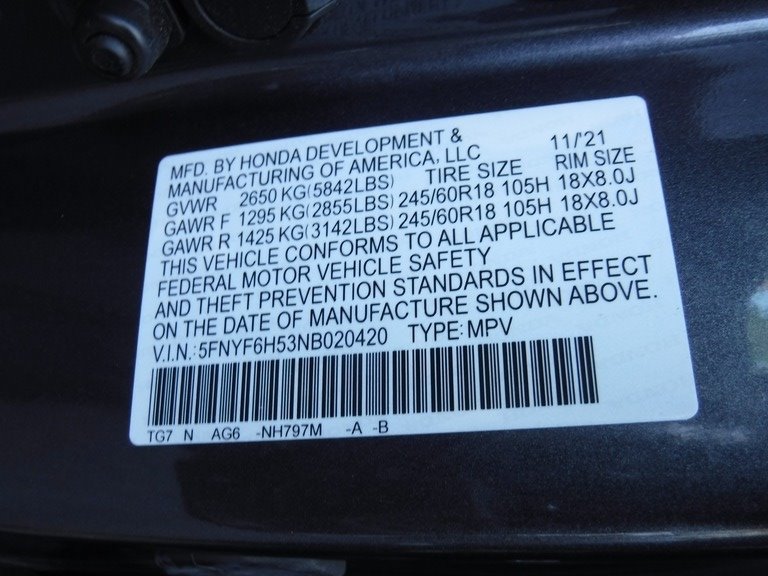 MFD. BY HONDA DEVELOPMENT & 11/'21
MANUFACTURING OF AMERICA, LLC
GVWR 2650 KG(5842LBS) TIRE SIZE RIM SIZE
GAWR F 1295 KG(2855LBS) 245/60R18 105H 18X8.0J
GAWR R 1425 KG(3142LBS) 245/60R18 105H 18X8.0J
THIS VEHICLE CONFORMS TO ALL APPLICABLE
FEDERAL MOTOR VEHICLE SAFETY
AND THEFT PREVENTION STANDARDS IN EFFECT
ON THE DATE OF MANUFACTURE SHOWN ABOVE.
V.I.N.: 5FNYF6H53NB020420 TYPE: MPV
TG7 N AG6 -NH797M -A -B